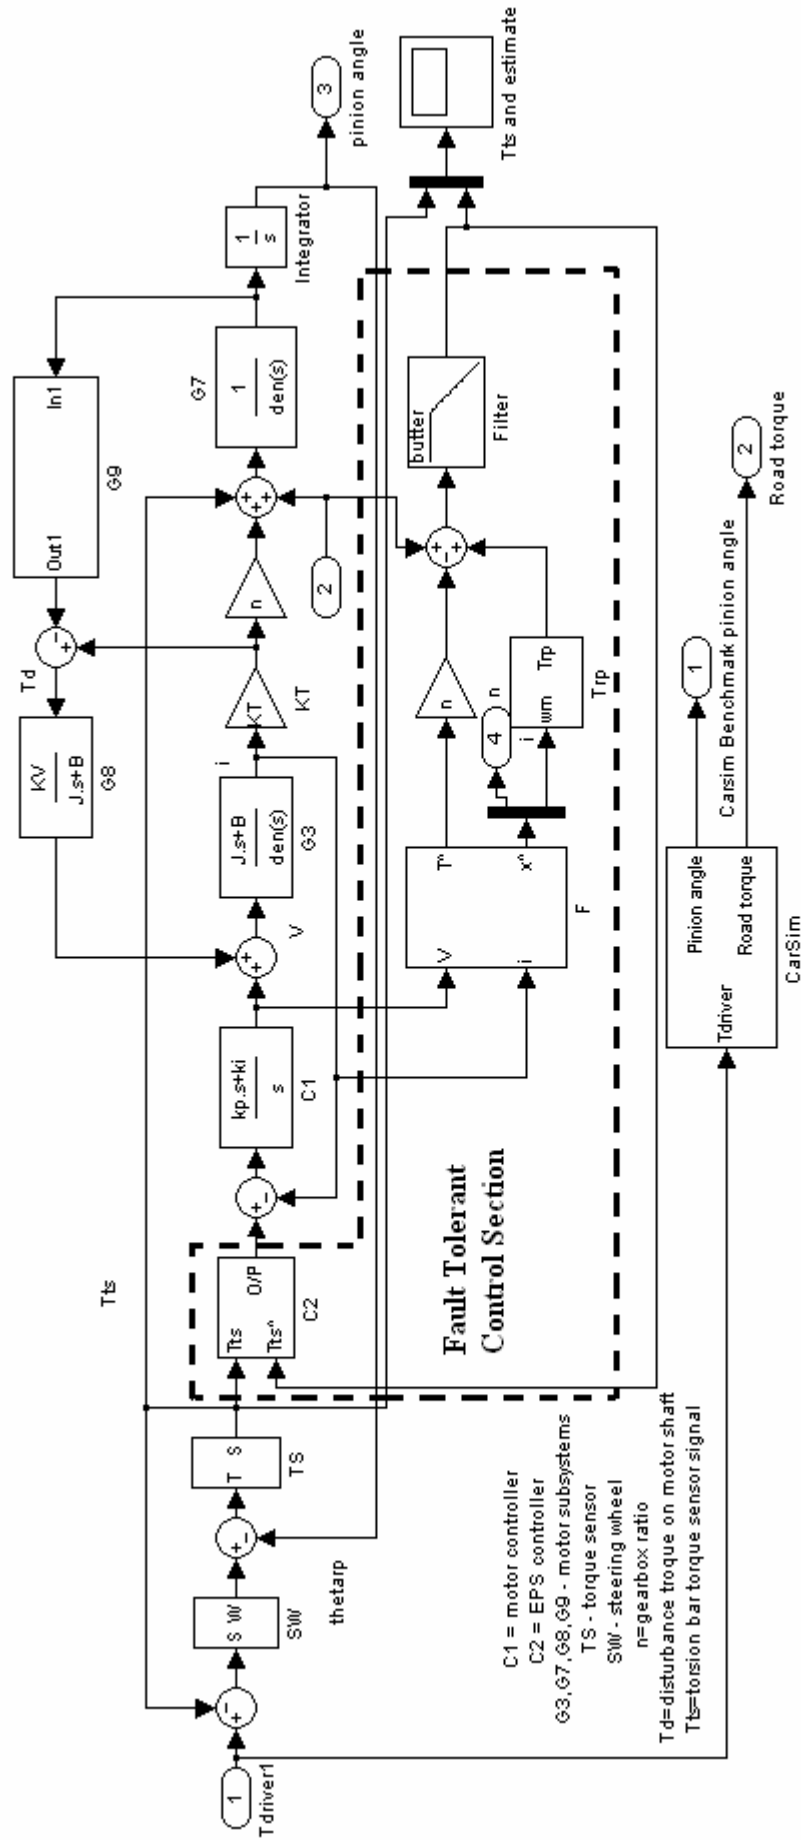 1
Tdriver1
+
-
S W
SW
+
-
thetarp
T S
TS
Tts
Tts
Tts^
O/P
C2
+
-
kp.s+ki
s
C1
+
+
V
J.s+B
den(s)
G3
i
KT
KT
n
+
+
+
2
1
den(s)
G7
1
s
Integrator
3
pinion angle
KV
J.s+B
G8
Td
-
+
Out1
In1
G9
V
i
T^
x^
F
n
4
n
i
wm
Trp
Trp
+
-
+
butter
Filter
Tts and estimate
Fault Tolerant
Control Section
Tdriver
Pinion angle
Road torque
CarSim
1
Carsim Benchmark pinion angle
2
Road torque
C1 = motor controller
C2 = EPS controller
G3,G7,G8,G9 - motor subsystems
TS - torque sensor
SW - steering wheel
n=gearbox ratio
Td=disturbance troque on motor shaft
Tts=torsion bar torque sensor signal